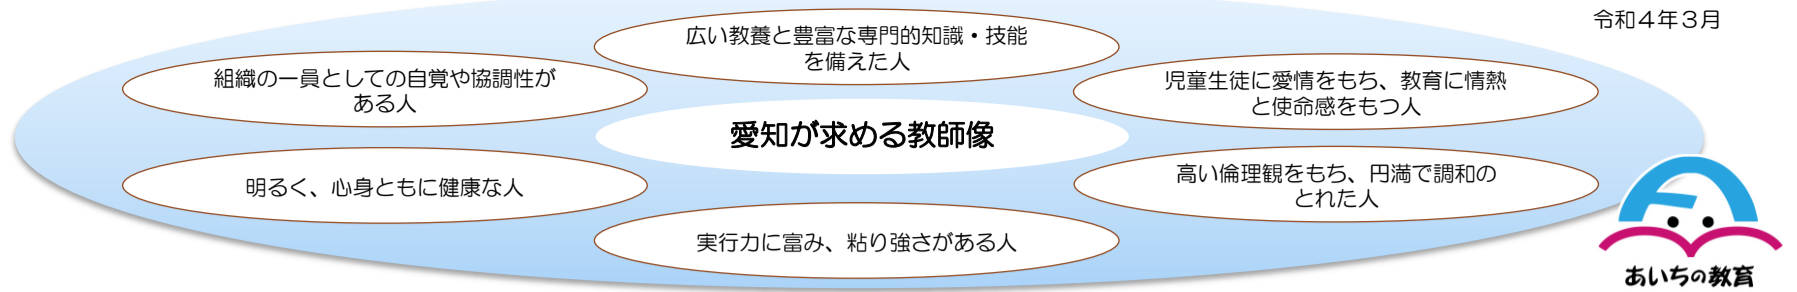 令和４年３月
広い教養と豊富な専門的知識・技能
を備えた人
組織の一員としての自覚や協調性が
ある人
児童生徒に愛情をもち、教育に情熱
と使命感をもつ人
愛知が求める教師像
明るく、心身ともに健康な人
高い倫理観をもち、円満で調和の
とれた人
実行力に富み、粘り強さがある人
あいちの教育